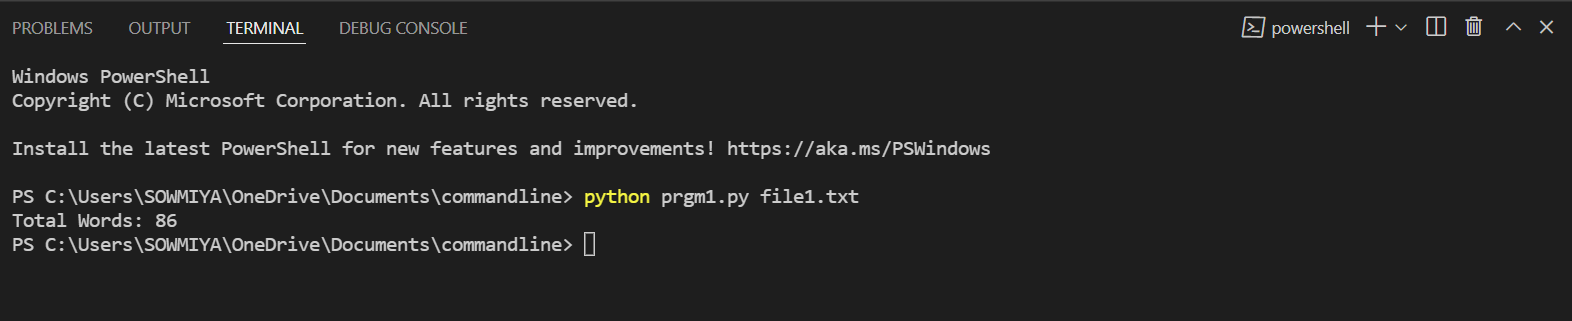 PROBLEMS OUTPUT TERMINAL DEBUG CONSOLE powershell
Windows PowerShell
Copyright (C) Microsoft Corporation. All rights reserved.
Install the latest PowerShell for new features and improvements! https://aka.ms/PSWindows
PS C:\Users\SOWMIYA\OneDrive\Documents\commandline> python prgm1.py file1.txt
Total Words: 86
PS C:\Users\SOWMIYA\OneDrive\Documents\commandline>